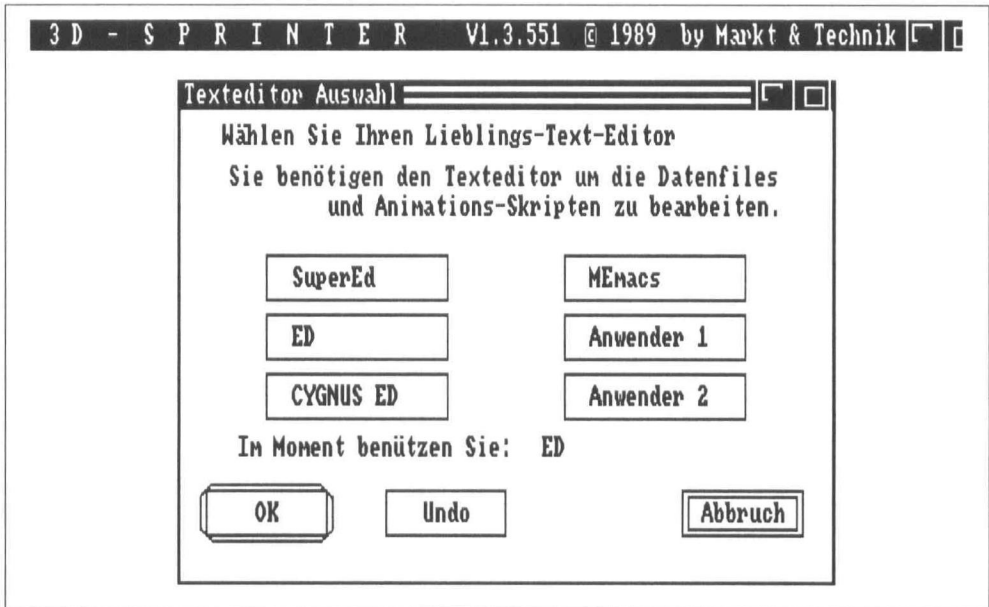 3D - S P R I N T E R V1.3.551 © 1989 by Markt & Technik
Texteditor Auswahl
Wählen Sie Ihren Lieblings-Text-Editor
Sie benötigen den Texteditor um die Datenfiles
und Animations-Skripten zu bearbeiten.
SuperEd
MEmacs
ED
Anwender 1
CYGNUS ED
Anwender 2
Im Moment benützen Sie: ED
OK
Undo
Abbruch